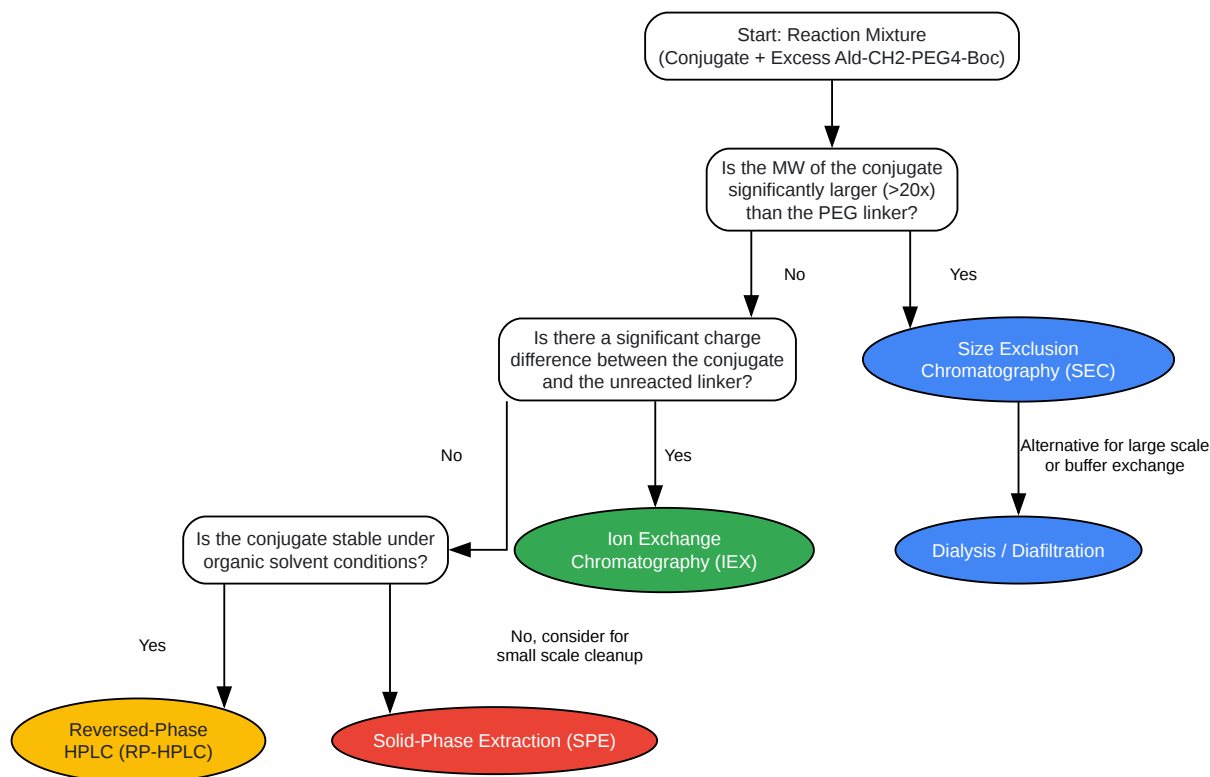 Start: Reaction Mixture
(Conjugate + Excess Ald-CH2-PEG4-Boc)
Is the MW of the conjugate
significantly larger (>20x)
than the PEG linker?
No
Yes
Is there a significant charge
difference between the conjugate
and the unreacted linker?
Size Exclusion
Chromatography (SEC)
No
Yes
Alternative for large scale
or buffer exchange
Is the conjugate stable under
organic solvent conditions?
Ion Exchange
Chromatography (IEX)
Dialysis / Diafiltration
Yes
No, consider for
small scale cleanup
Reversed-Phase
HPLC (RP-HPLC)
Solid-Phase Extraction (SPE)